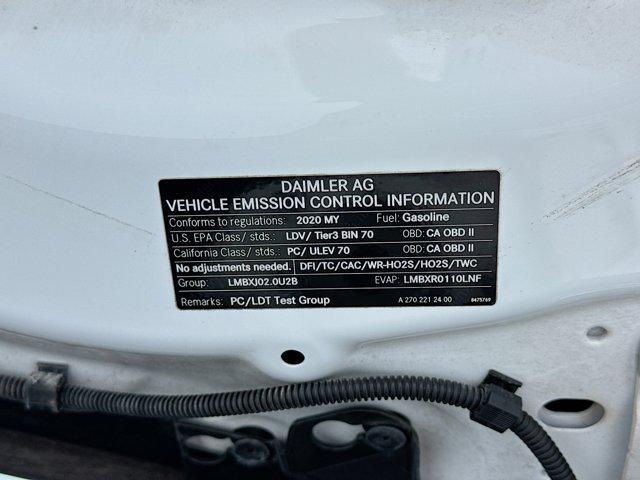 DAIMLER AG
VEHICLE EMISSION CONTROL INFORMATION
Conforms to regulations: 2020 MY Fuel: Gasoline
U.S. EPA Class/ stds.: LDV/ Tier3 BIN 70 OBD: CA OBD II
California Class/ stds.: PC/ ULEV 70 OBD: CA OBD II
No adjustments needed. DFI/TC/CAC/WR-HO2S/HO2S/TWC
Group: LMBXJ02.0U2B EVAP: LMBXR0110LNF
Remarks: PC/LDT Test Group A 270 221 24 00 8475769